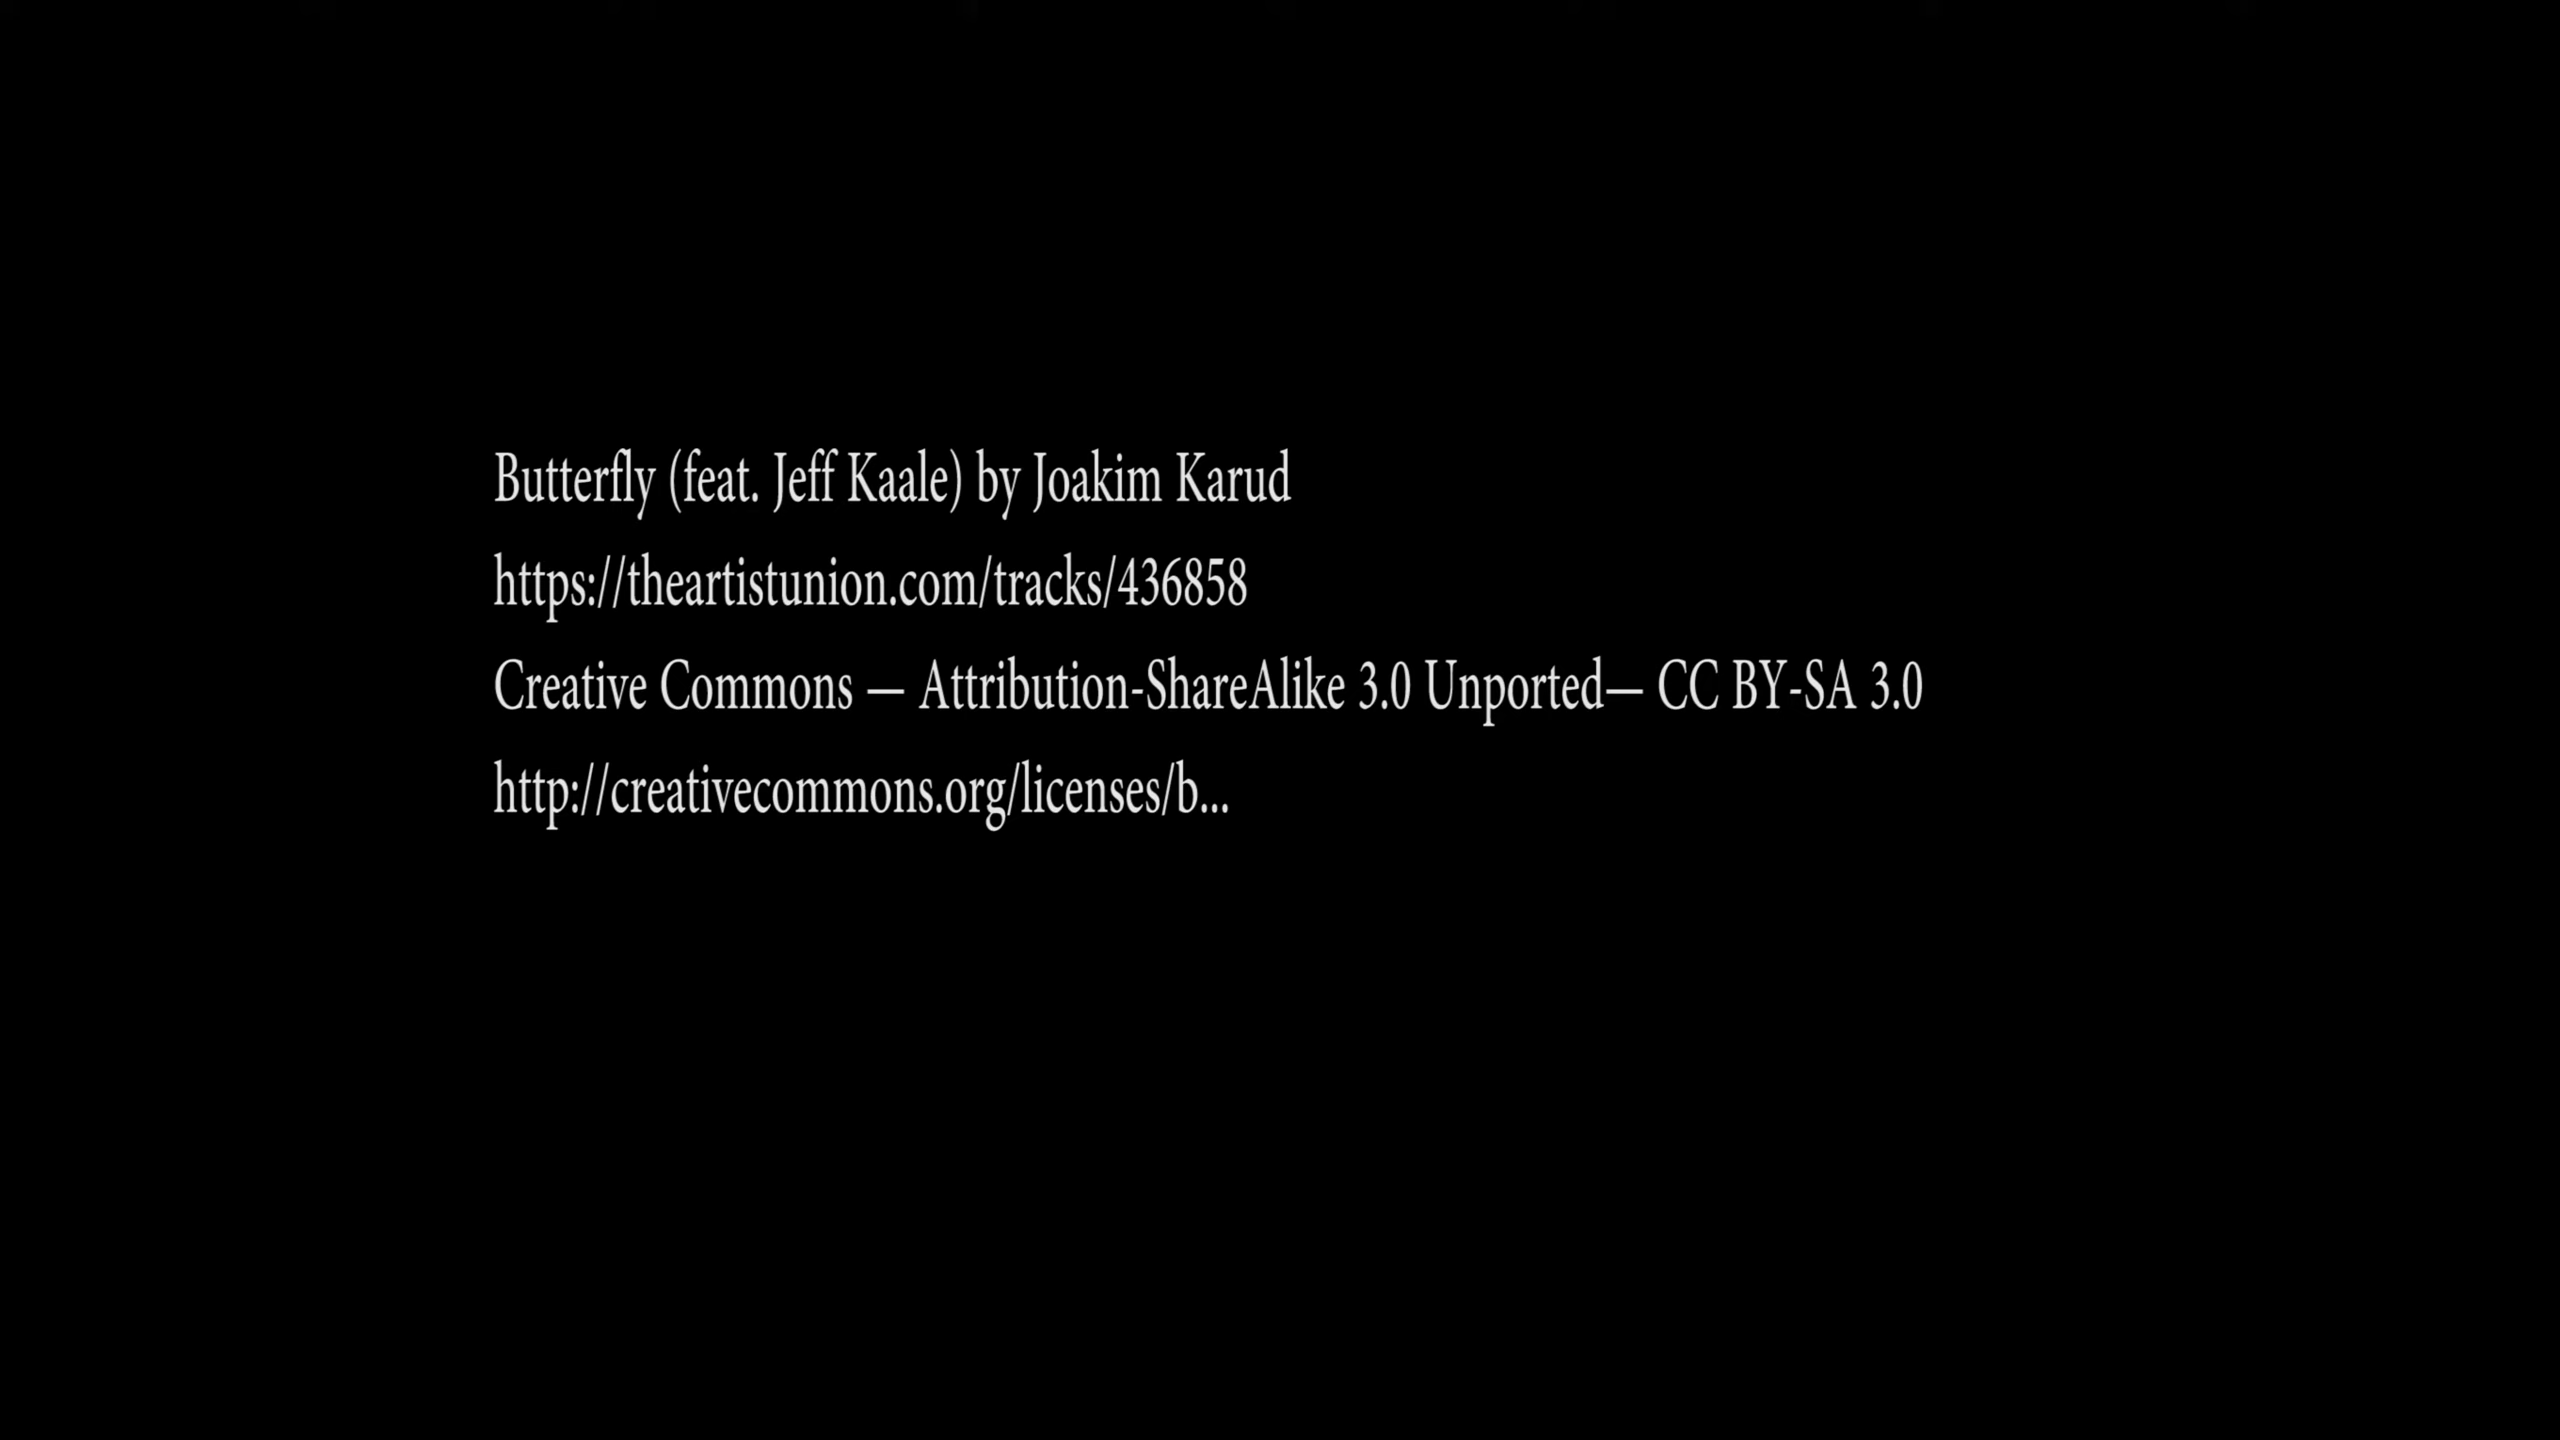 Butterfly (feat. Jeff Kaale) by Joakim Karud
https://theartistunion.com/tracks/436858
Creative Commons — Attribution-ShareAlike 3.0 Unported— CC BY-SA 3.0
http://creativecommons.org/licenses/b...